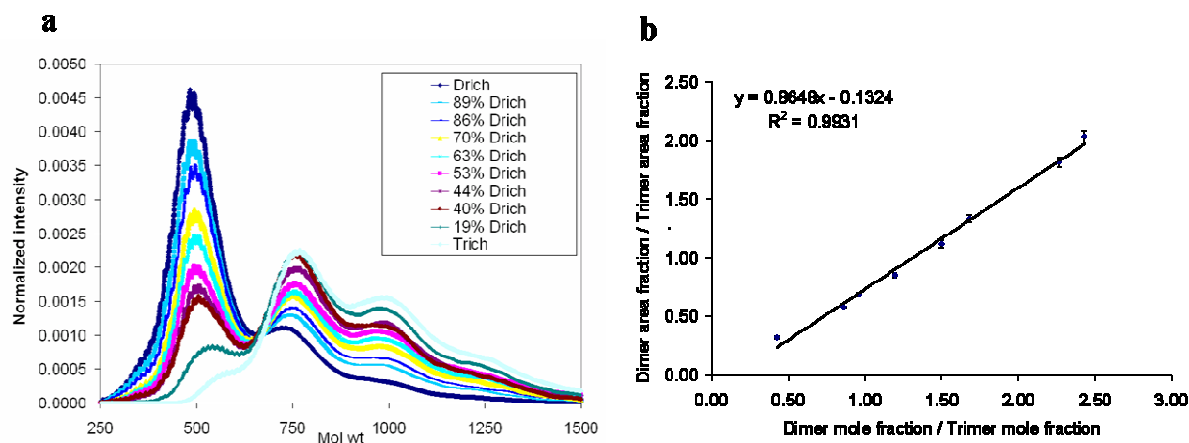 a
0.0050
0.0045
0.0040
0.0035
0.0030
0.0025
0.0020
0.0015
0.0010
0.0005
0.0000
Normalized intensity
250
500
750
1000
1250
1500
Mol wt
Drich
89% Drich
86% Drich
70% Drich
63% Drich
53% Drich
44% Drich
40% Drich
19% Drich
Trich
b
2.50
2.00
1.50
1.00
0.50
0.00
Dimer area fraction / Trimer area fraction
y = 0.8648x - 0.1324
R² = 0.9931
0.00
0.50
1.00
1.50
2.00
2.50
3.00
Dimer mole fraction / Trimer mole fraction